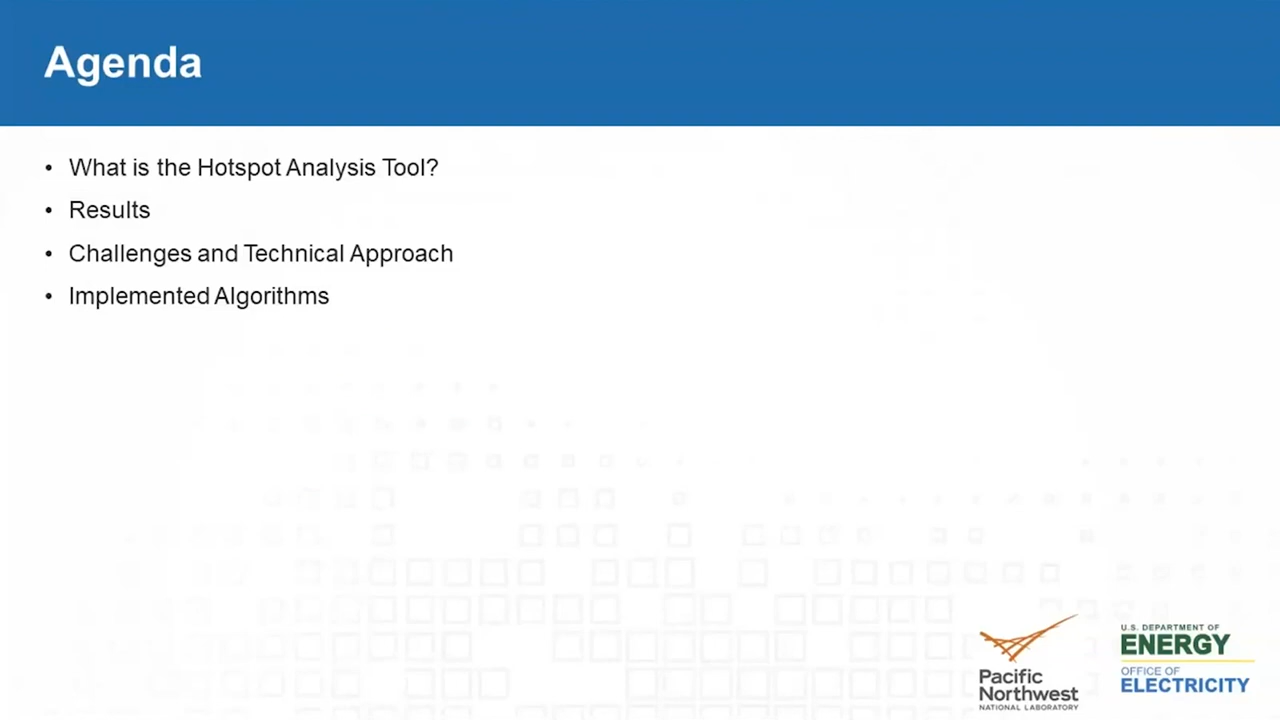 Agenda
• What is the Hotspot Analysis Tool?
• Results
• Challenges and Technical Approach
• Implemented Algorithms
Pacific
Northwest
NATIONAL LABORATORY
U.S. DEPARTMENT OF
ENERGY
OFFICE OF
ELECTRICITY